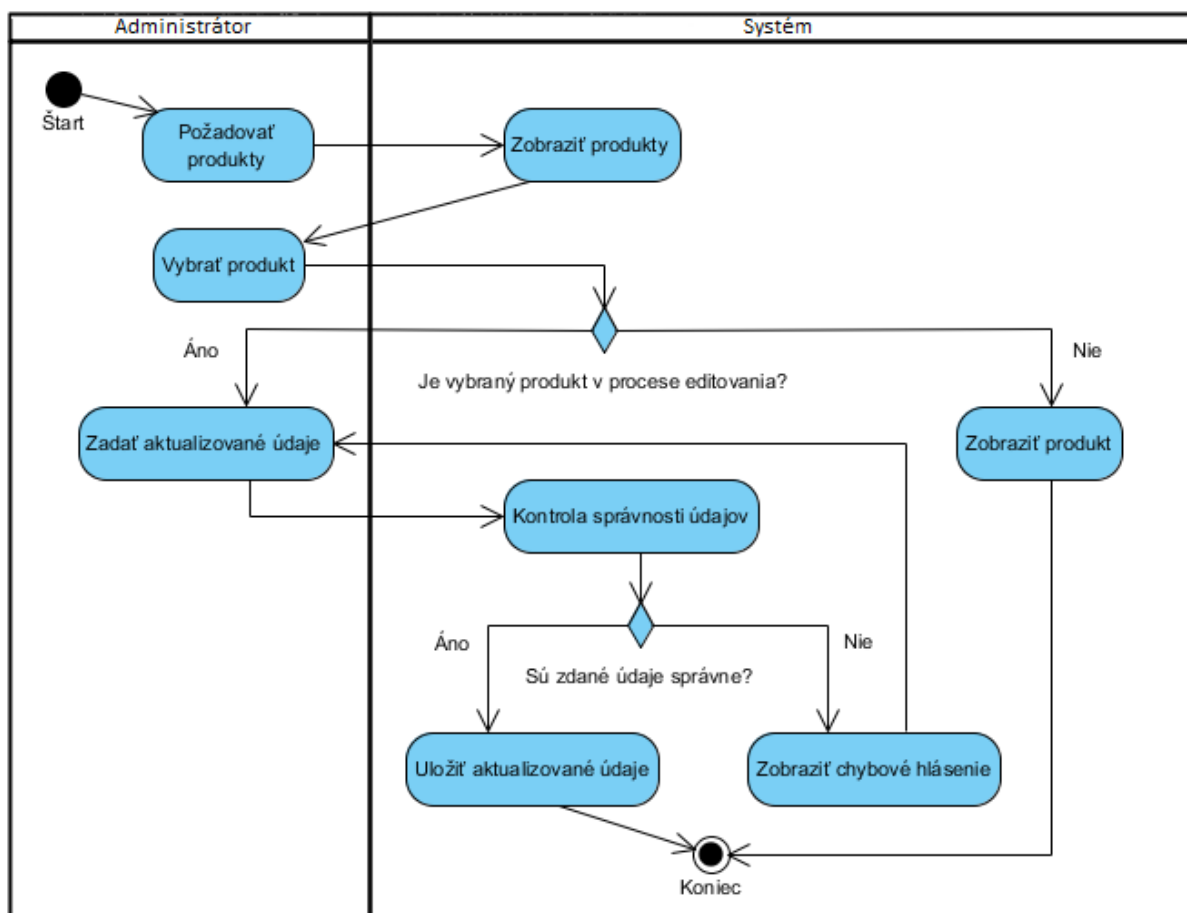 Administrátor
Systém
Štart
Požadovať
produkty
Zobraziť produkty
Vybrať produkt
Áno
Nie
Je vybraný produkt v procese editovania?
Zadať aktualizované údaje
Zobraziť produkt
Kontrola správnosti údajov
Áno
Nie
Sú zdané údaje správne?
Uložiť aktualizované údaje
Zobraziť chybové hlásenie
Koniec